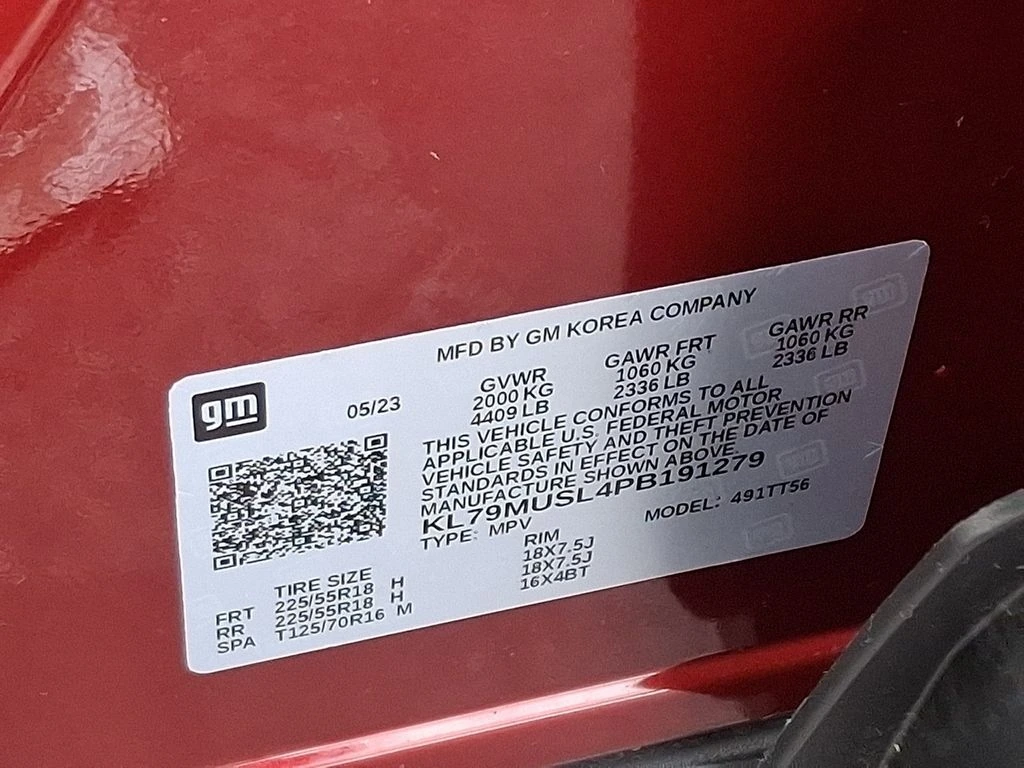 MFD BY GM KOREA COMPANY
gm
05/23
GVWR GAWR FRT GAWR RR
2000 KG 1060 KG 1060 KG
4409 LB 2336 LB 2336 LB
THIS VEHICLE CONFORMS TO ALL
APPLICABLE U.S. FEDERAL MOTOR
VEHICLE SAFETY AND THEFT PREVENTION
STANDARDS IN EFFECT ON THE DATE OF
MANUFACTURE SHOWN ABOVE.
KL79MUSL4PB191279
TYPE: MPV MODEL: 491TT56
TIRE SIZE RIM
FRT 225/55R18 H 18X7.5J
RR 225/55R18 H 18X7.5J
SPA T125/70R16 M 16X4BT